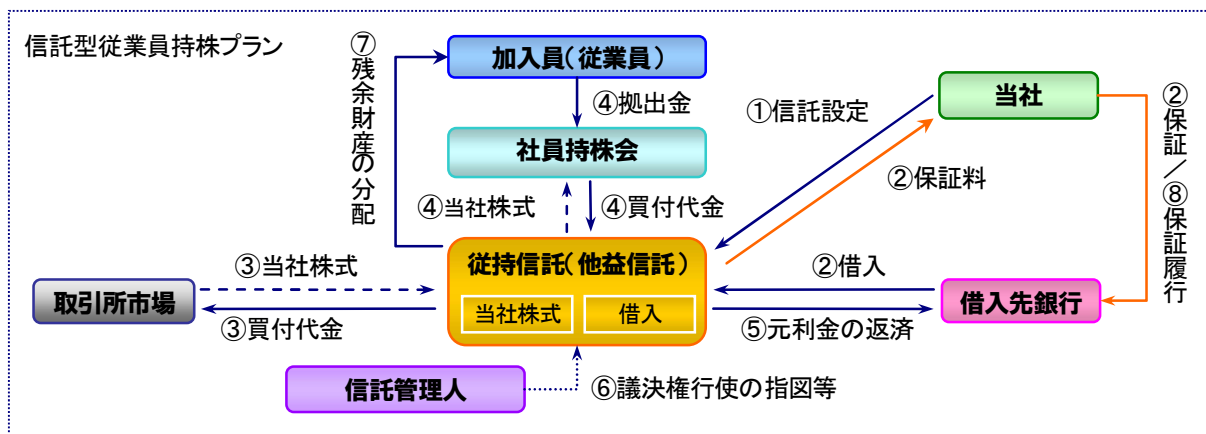 信託型従業員持株プラン
⑦残余財産の分配
加入員（従業員）
④拠出金
社員持株会
④当社株式
④買付代金
①信託設定
②保証料
当社
②保証／⑧保証履行
③当社株式
取引所市場
③買付代金
従持信託（他益信託）
当社株式
借入
②借入
⑤元利金の返済
借入先銀行
信託管理人
⑥議決権行使の指図等